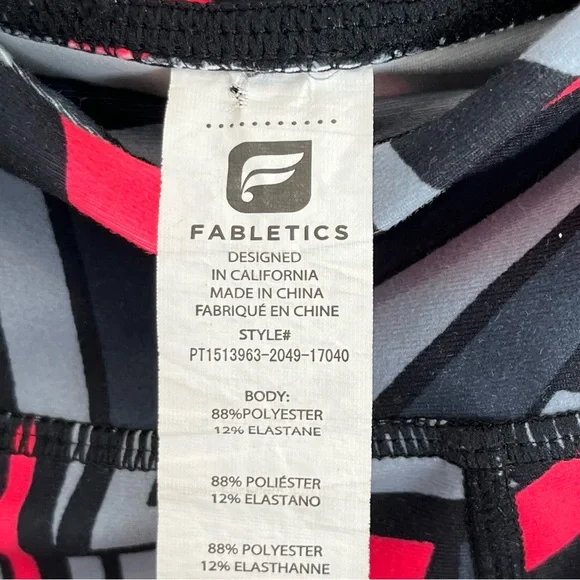 FABLETICS
DESIGNED
IN CALIFORNIA
MADE IN CHINA
FABRIQUÉ EN CHINE
STYLE#
PT1513963-2049-17040
BODY:
88%POLYESTER
12% ELASTANE
88% POLIÉSTER
12% ELASTANO
88% POLYESTER
12% ELASTHANNE